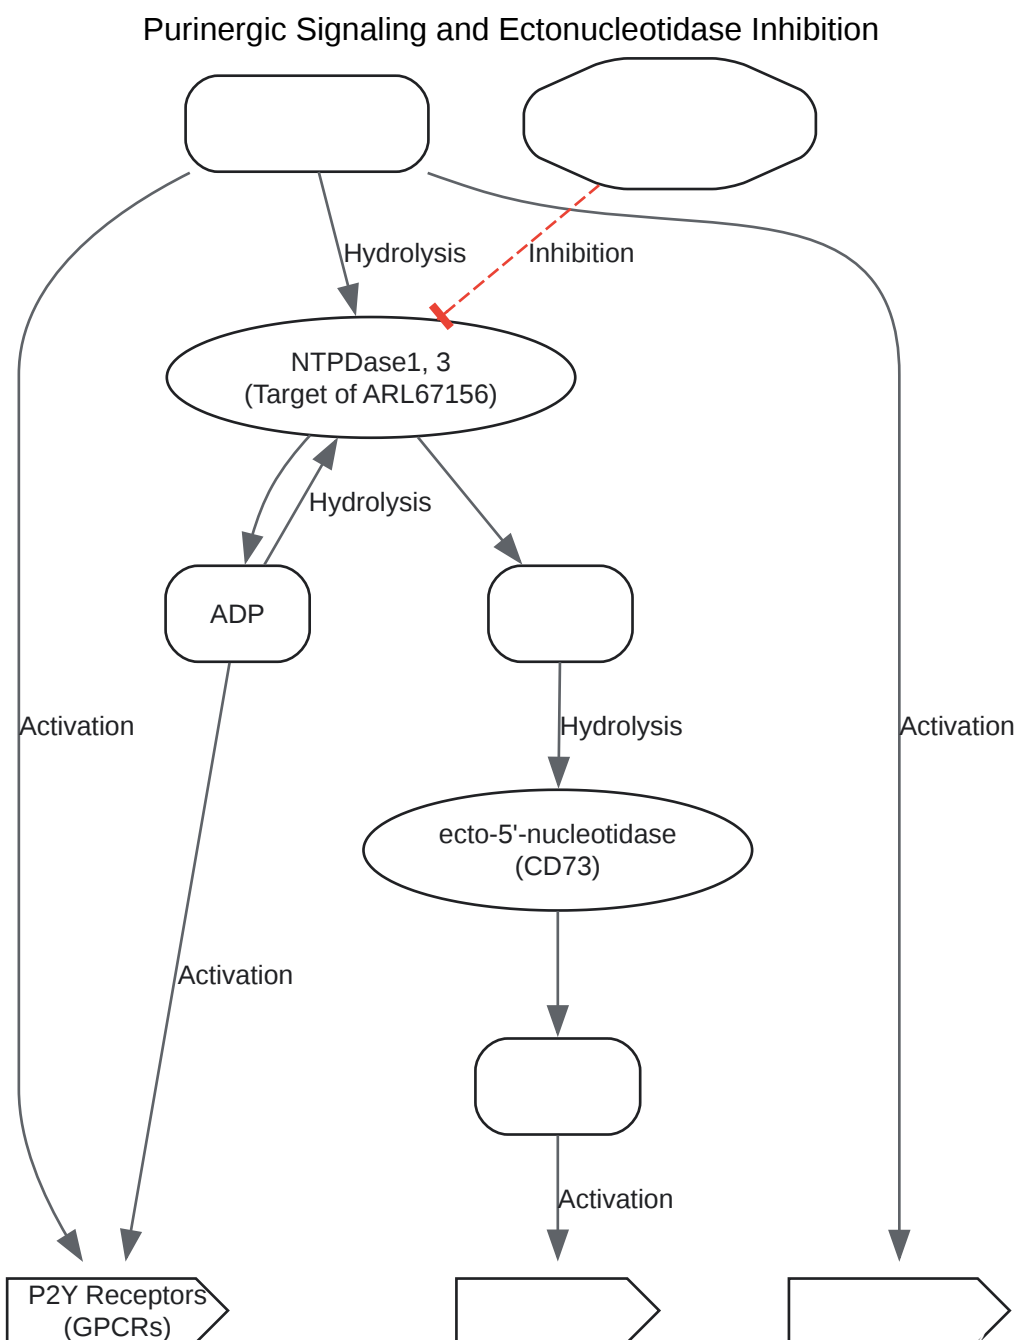 Purinergic Signaling and Ectonucleotidase Inhibition
Hydrolysis
Inhibition
NTPDase1, 3
(Target of ARL67156)
Hydrolysis
ADP
Activation
Hydrolysis
Activation
ecto-5'-nucleotidase
(CD73)
Activation
Activation
P2Y Receptors
(GPCRs)